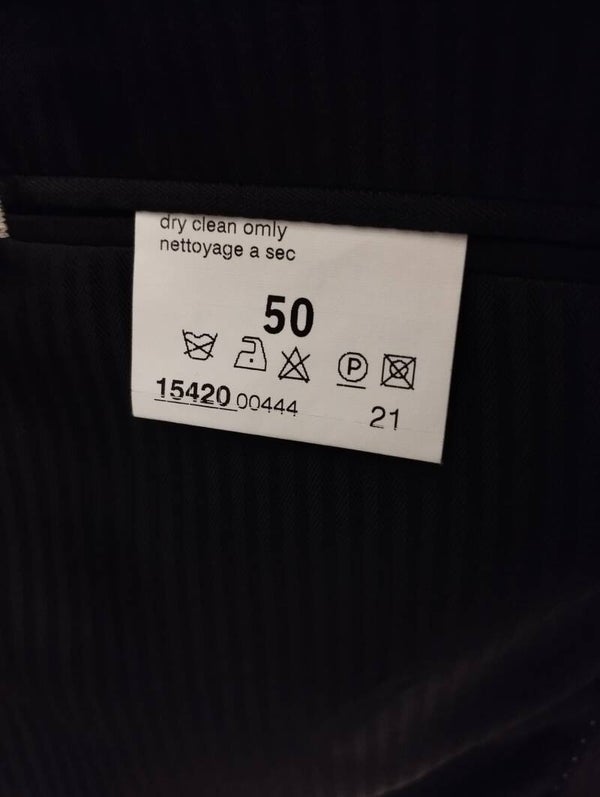 dry clean omly
nettoyage a sec
50
P
15420 00444
21